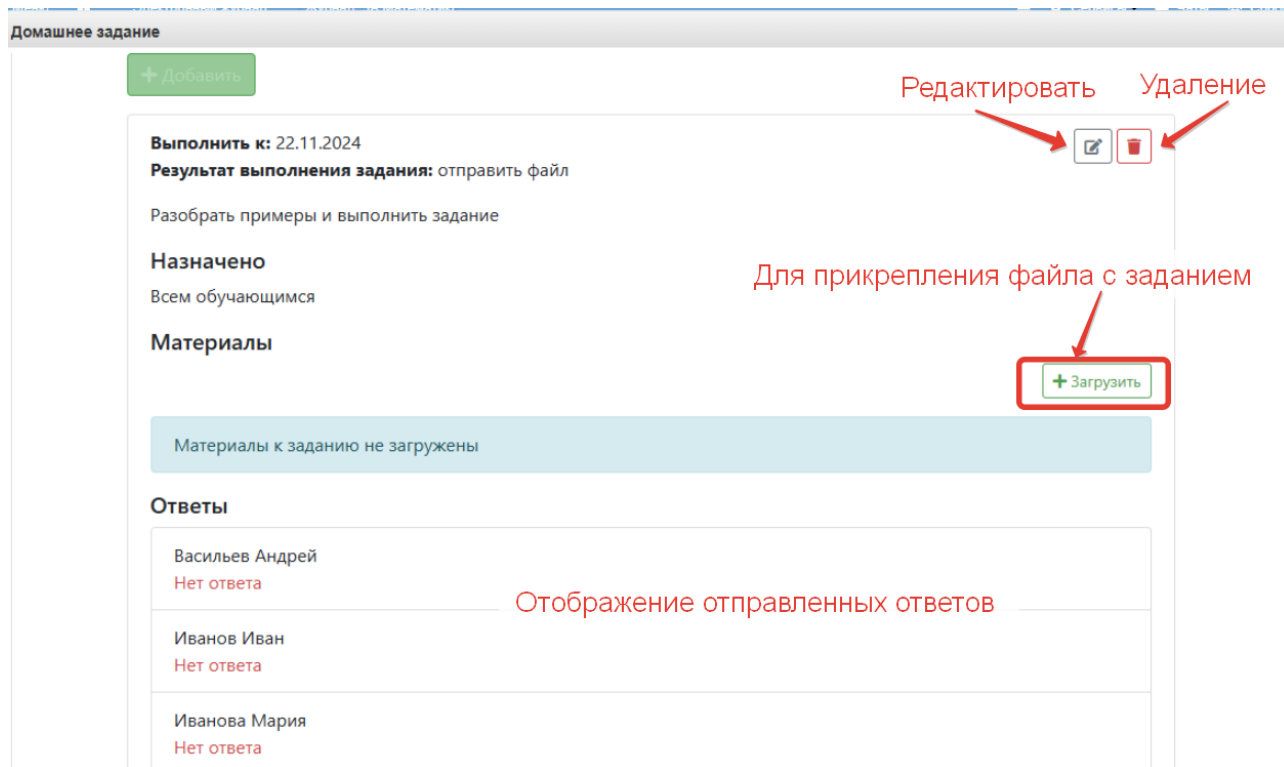 Домашнее задание
+ Добавить
Редактировать
Удаление
Выполнить к: 22.11.2024
Результат выполнения задания: отправить файл
Разобрать примеры и выполнить задание
Назначено
Для прикрепления файла с заданием
Всем обучающимся
Материалы
+ Загрузить
Материалы к заданию не загружены
Ответы
Васильев Андрей
Нет ответа
Отображение отправленных ответов
Иванов Иван
Нет ответа
Иванова Мария
Нет ответа